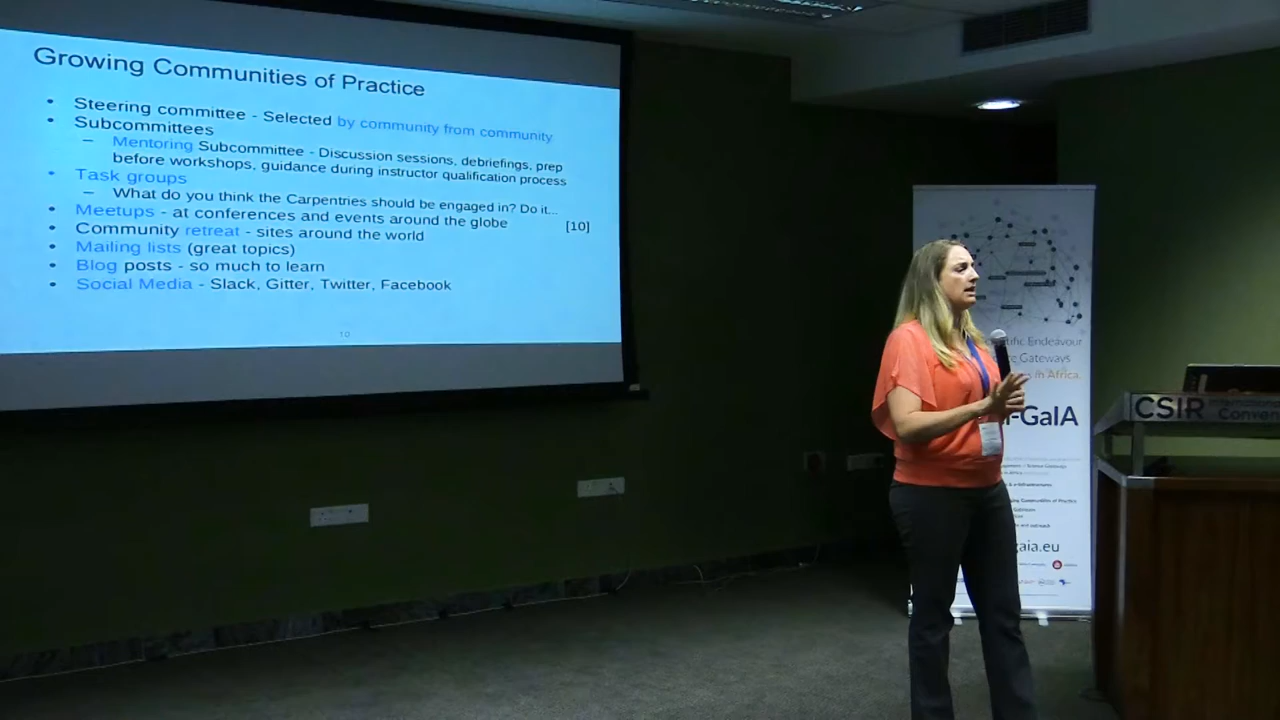 Growing Communities of Practice
• Steering committee - Selected by community from community
• Subcommittees
– Mentoring Subcommittee - Discussion sessions, debriefings, prep
before workshops, guidance during instructor qualification process
• Task groups
– What do you think the Carpentries should be engaged in? Do it...
• Meetups - at conferences and events around the globe
[10]
• Community retreat - sites around the world
• Mailing lists (great topics)
• Blog posts - so much to learn
• Social Media - Slack, Gitter, Twitter, Facebook
10
Endeavour
Gateways
in Africa
-GaIA
gaia.eu
CSIR